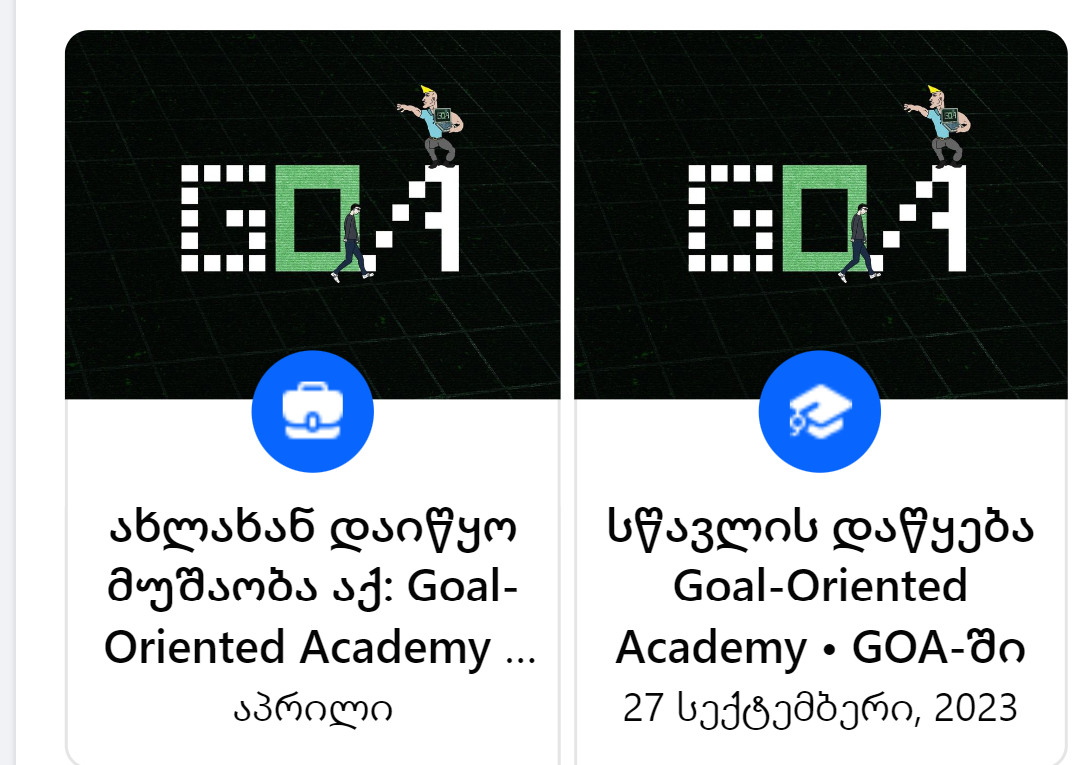 GOA
GOA
ახლახან დაიწყო
მუშაობა აქ: Goal-
Oriented Academy ...
აპრილი
სწავლის დაწყება
Goal-Oriented
Academy • GOA-ში
27 სექტემბერი, 2023